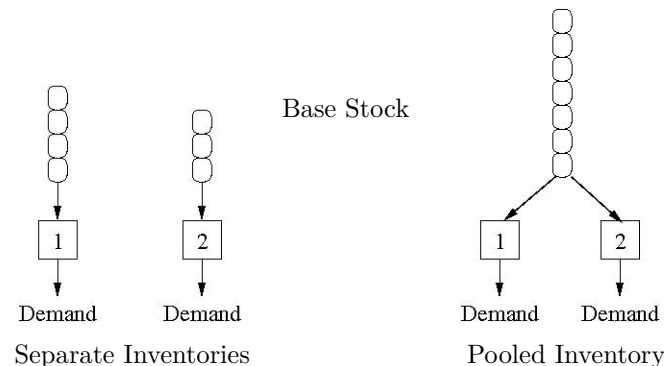 Base Stock
1
2
1
2
Demand
Demand
Demand
Demand
Separate Inventories
Pooled Inventory